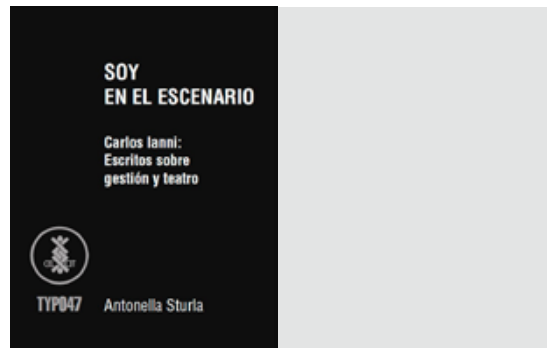 SOY
EN EL ESCENARIO
Carlos Ianni:
Escritos sobre
gestión y teatro
TYP047
Antonella Sturla